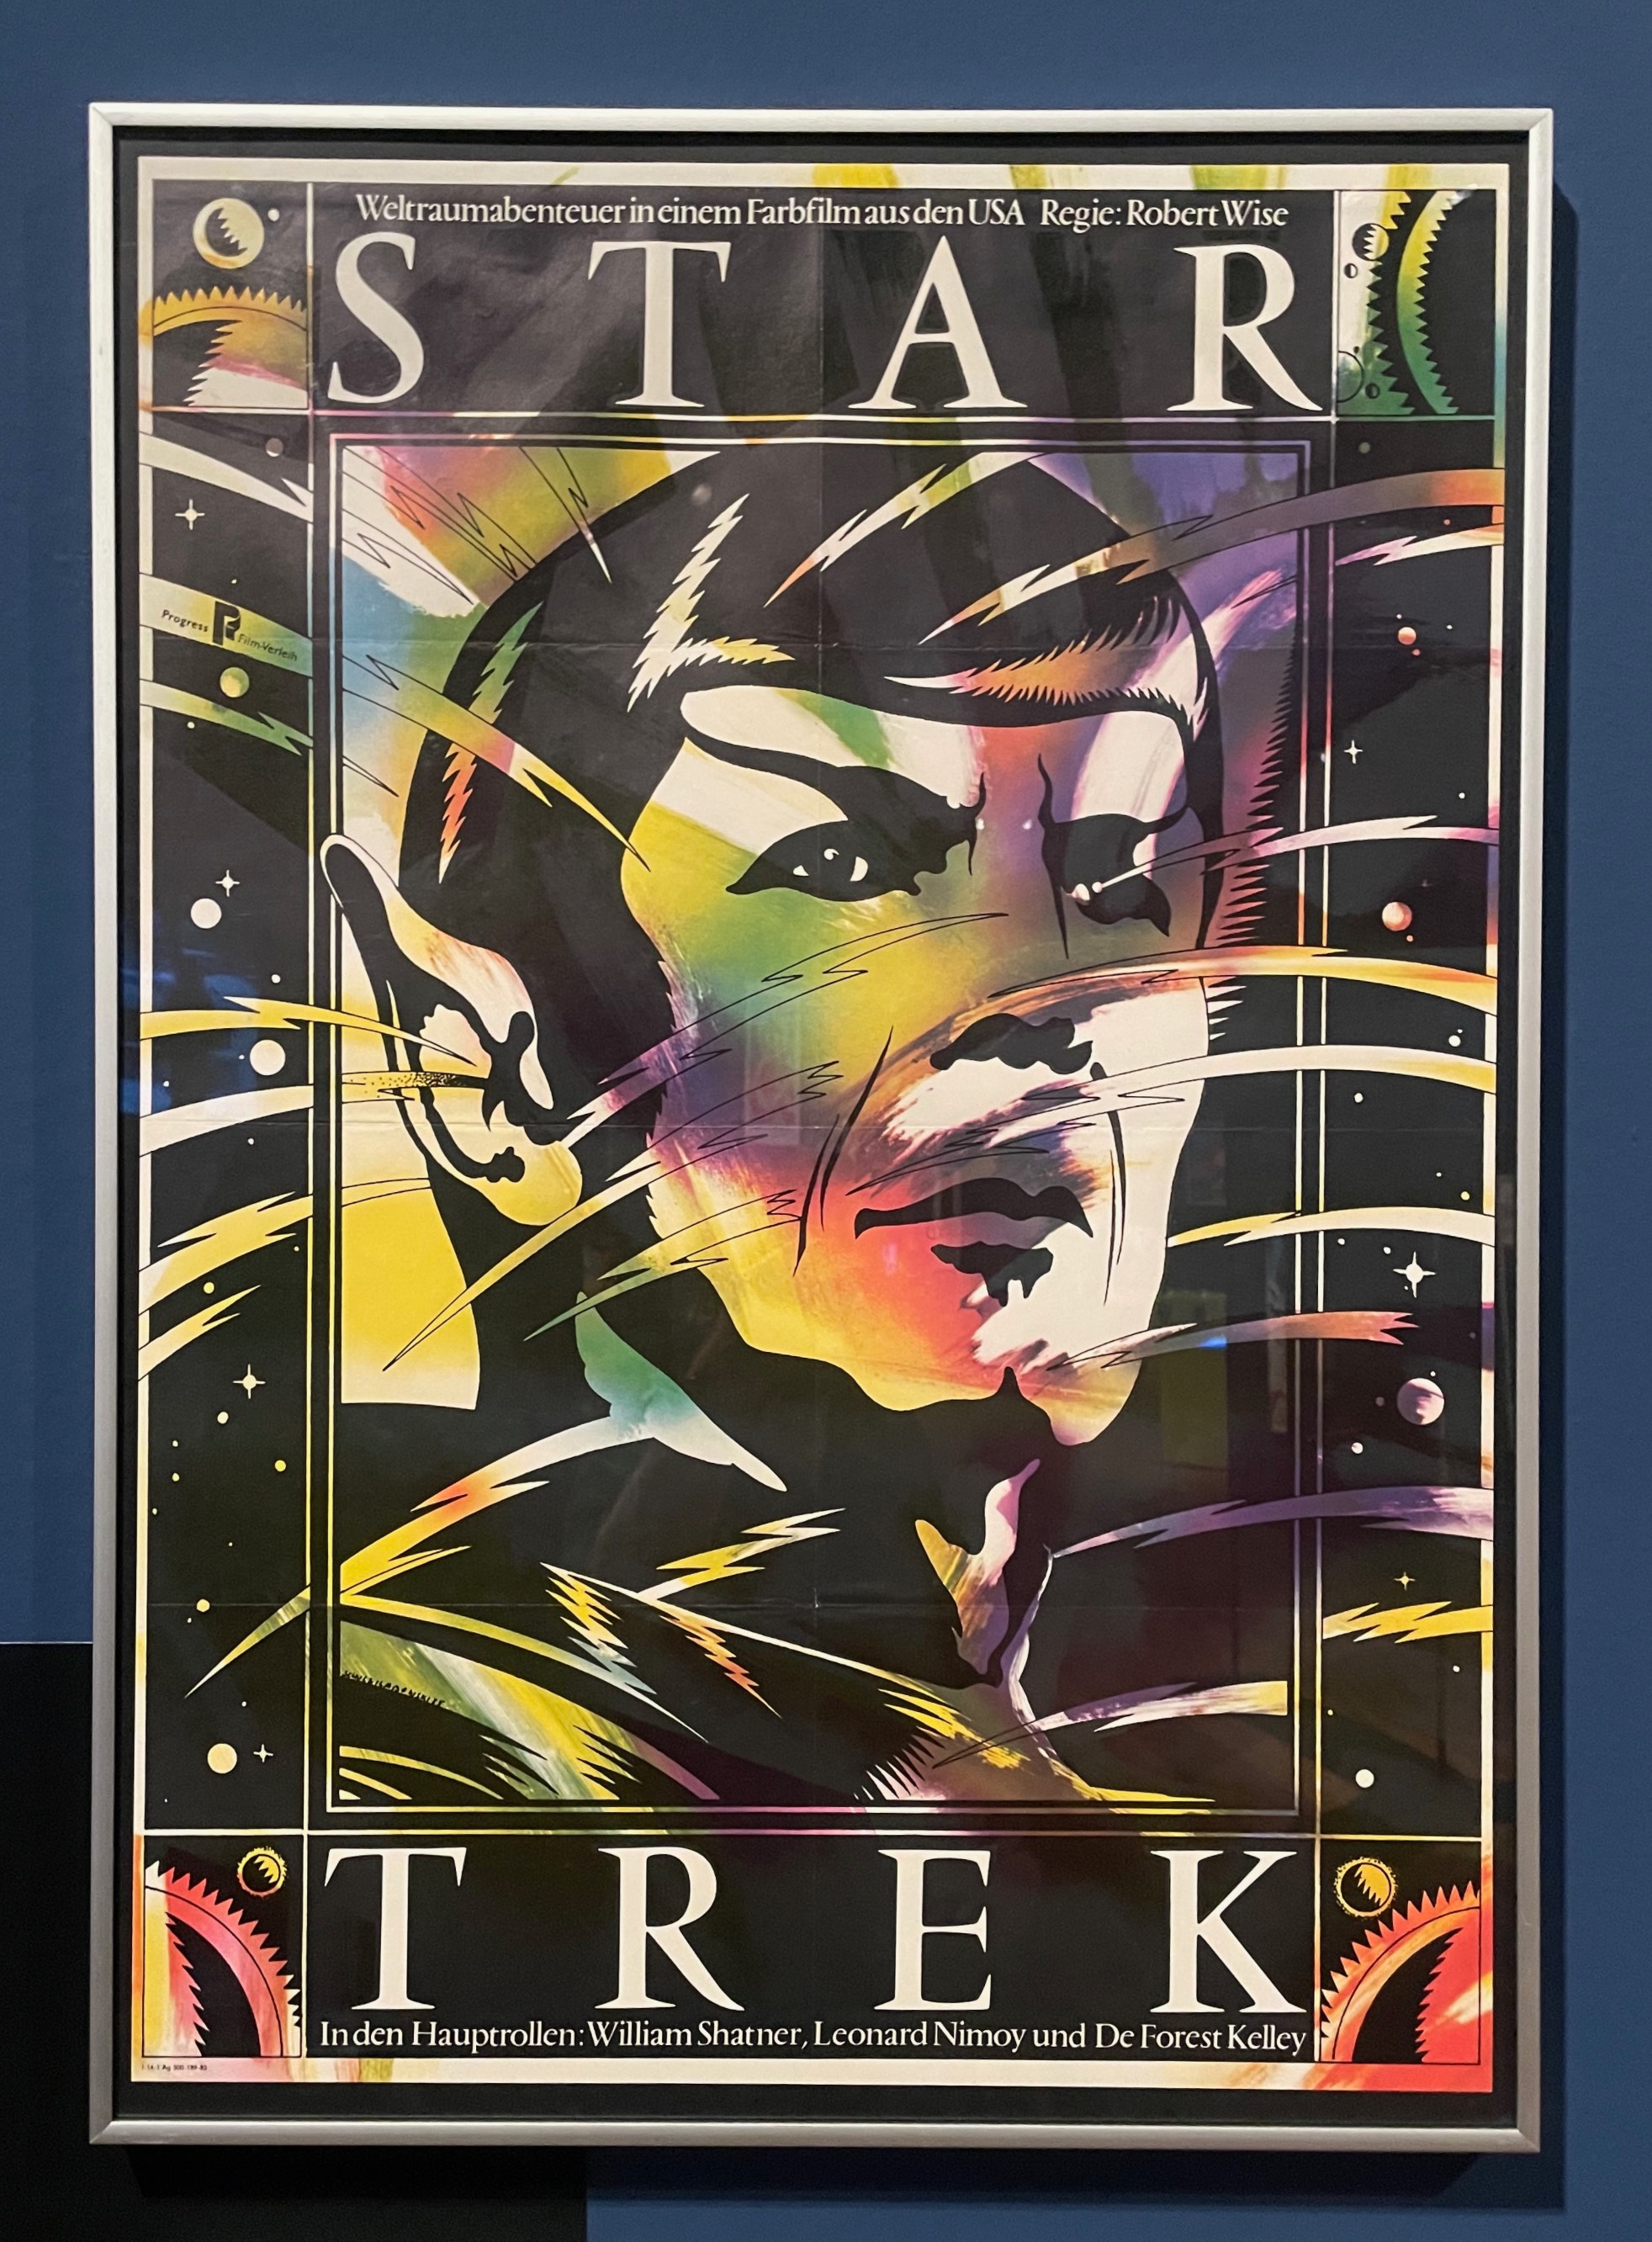 Weltraumabenteuer in einem Farbfilm aus den USA Regie: Robert Wise
STAR
Progress Film-Verleih
TREK
In den Hauptrollen: William Shatner, Leonard Nimoy und De Forest Kelley